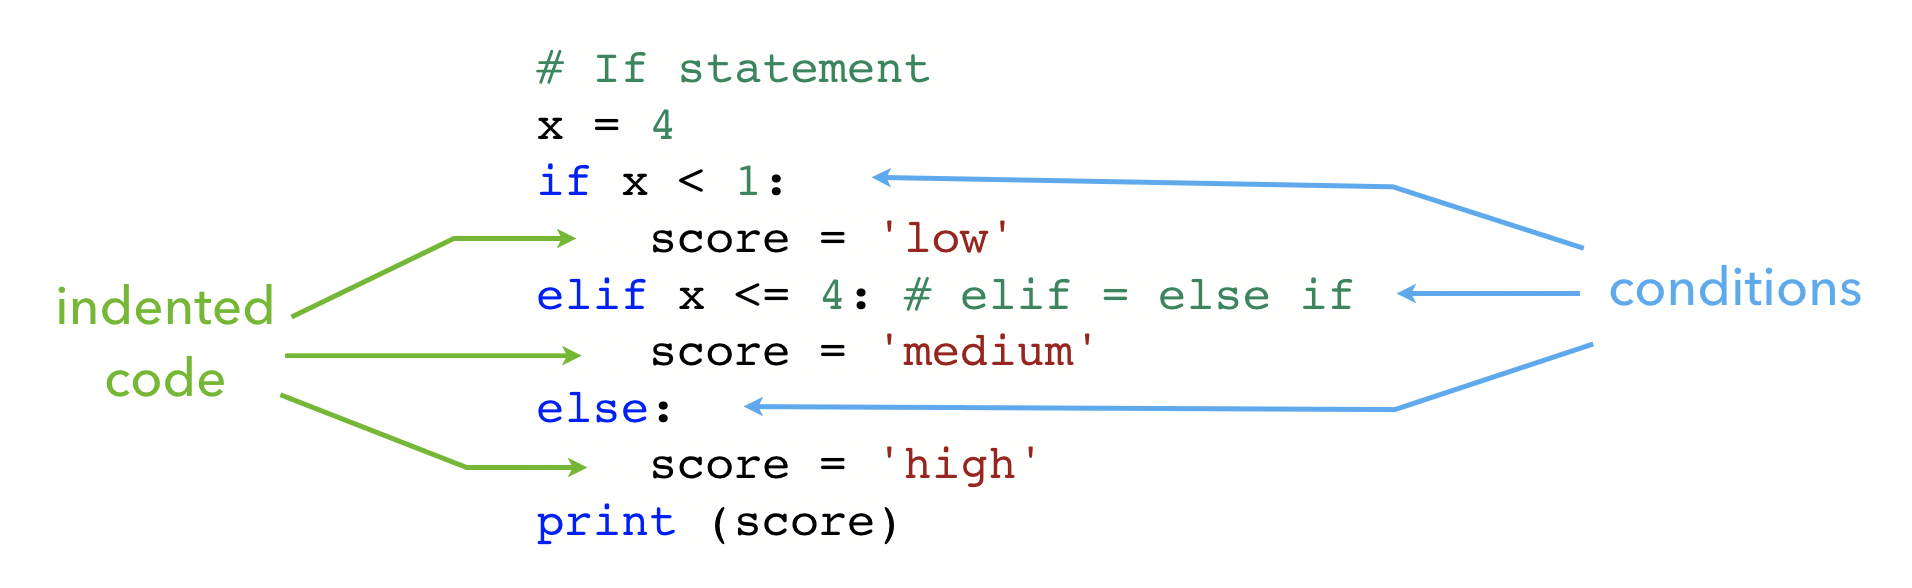 # If statement
x = 4
if x < 1:
    score = 'low'
elif x <= 4: # elif = else if
    score = 'medium'
else:
    score = 'high'
print (score)
indented
code
conditions